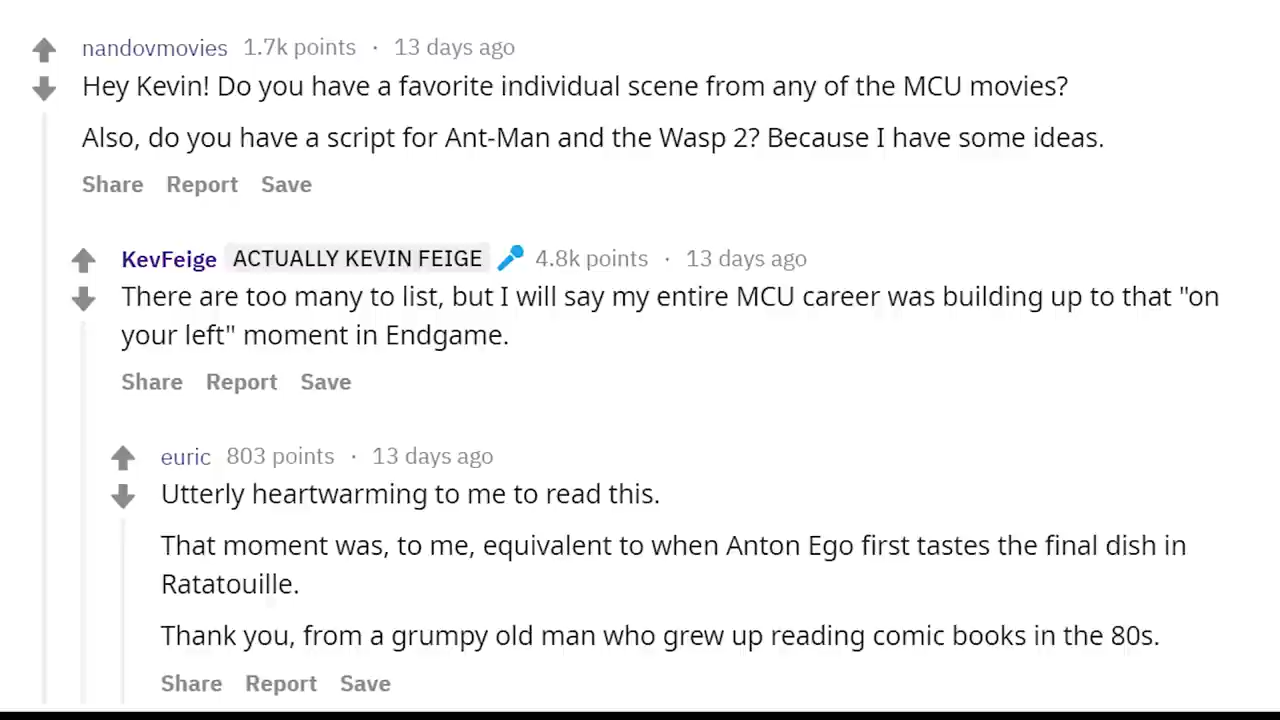 nandovmovies 1.7k points · 13 days ago
Hey Kevin! Do you have a favorite individual scene from any of the MCU movies?
Also, do you have a script for Ant-Man and the Wasp 2? Because I have some ideas.
Share Report Save
KevFeige ACTUALLY KEVIN FEIGE 4.8k points · 13 days ago
There are too many to list, but I will say my entire MCU career was building up to that "on
your left" moment in Endgame.
Share Report Save
euric 803 points · 13 days ago
Utterly heartwarming to me to read this.
That moment was, to me, equivalent to when Anton Ego first tastes the final dish in
Ratatouille.
Thank you, from a grumpy old man who grew up reading comic books in the 80s.
Share Report Save